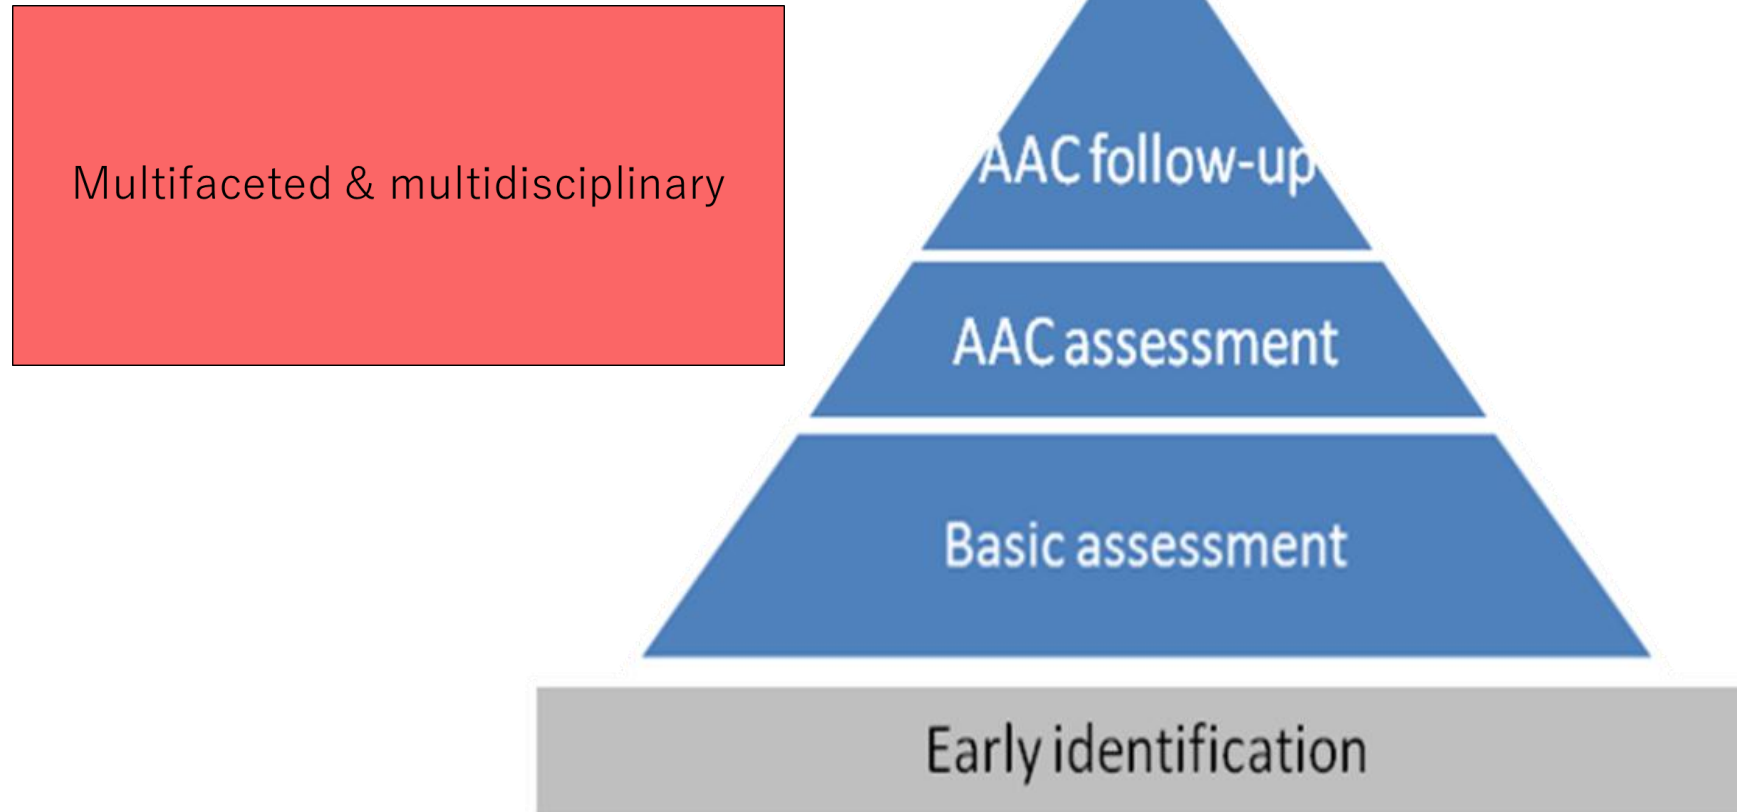 Multifaceted & multidisciplinary
AAC follow-up
AAC assessment
Basic assessment
Early identification